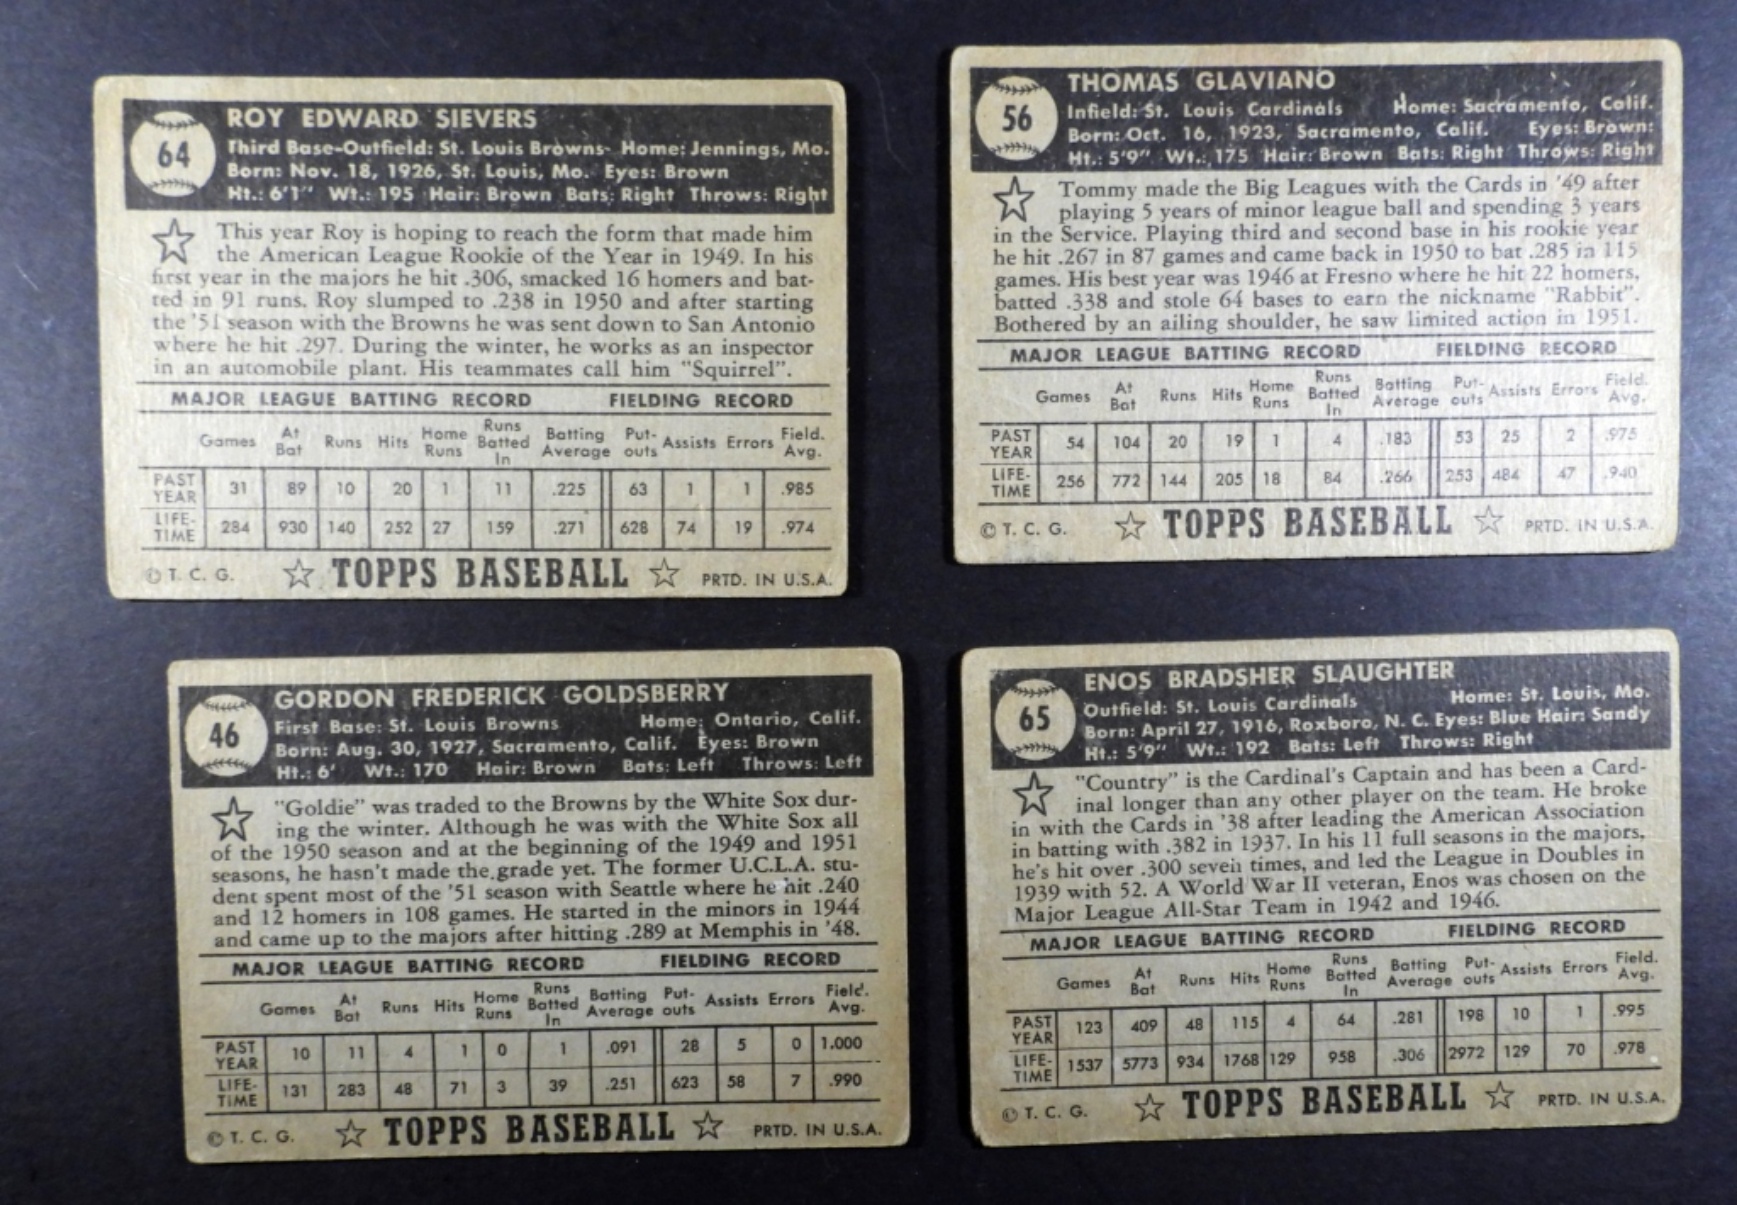 64
ROY EDWARD SIEVERS
Third Base-Outfield: St. Louis Browns- Home: Jennings, Mo.
Born: Nov. 18, 1926, St. Louis, Mo. Eyes: Brown
Ht.: 6'1" Wt.: 195 Hair: Brown Bats: Right Throws: Right
This year Roy is hoping to reach the form that made him
the American League Rookie of the Year in 1949. In his
first year in the majors he hit .306, smacked 16 homers and bat-
ted in 91 runs. Roy slumped to .238 in 1950 and after starting
the '51 season with the Browns he was sent down to San Antonio
where he hit .297. During the winter, he works as an inspector
in an automobile plant. His teammates call him "Squirrel".
MAJOR LEAGUE BATTING RECORD FIELDING RECORD
Games At Bat Runs Hits Home Runs Runs Batted In Batting Average Put-outs Assists Errors Field. Avg.
PAST YEAR 31 89 10 20 1 11 .225 63 1 1 .985
LIFE-TIME 284 930 140 252 27 159 .271 628 74 19 .974
© T. C. G. ☆ TOPPS BASEBALL ☆ PRTD. IN U.S.A.
56
THOMAS GLAVIANO
Infield: St. Louis Cardinals Home: Sacramento, Calif.
Born: Oct. 16, 1923, Sacramento, Calif. Eyes: Brown:
Ht.: 5'9" Wt.: 175 Hair: Brown Bats: Right Throws: Right
Tommy made the Big Leagues with the Cards in '49 after
playing 5 years of minor league ball and spending 3 years
in the Service. Playing third and second base in his rookie year
he hit .267 in 87 games and came back in 1950 to bat .285 in 115
games. His best year was 1946 at Fresno where he hit 22 homers,
batted .338 and stole 64 bases to earn the nickname "Rabbit".
Bothered by an ailing shoulder, he saw limited action in 1951.
MAJOR LEAGUE BATTING RECORD FIELDING RECORD
Games At Bat Runs Hits Home Runs Runs Batted In Batting Average Put-outs Assists Errors Field. Avg.
PAST YEAR 54 104 20 19 1 4 .183 53 25 2 .975
LIFE-TIME 256 772 144 205 18 84 .266 253 484 47 .940
© T. C. G. ☆ TOPPS BASEBALL ☆ PRTD. IN U.S.A.
46
GORDON FREDERICK GOLDSBERRY
First Base: St. Louis Browns Home: Ontario, Calif.
Born: Aug. 30, 1927, Sacramento, Calif. Eyes: Brown
Ht.: 6' Wt.: 170 Hair: Brown Bats: Left Throws: Left
"Goldie" was traded to the Browns by the White Sox dur-
ing the winter. Although he was with the White Sox all
of the 1950 season and at the beginning of the 1949 and 1951
seasons, he hasn't made the grade yet. The former U.C.L.A. stu-
dent spent most of the '51 season with Seattle where he hit .240
and 12 homers in 108 games. He started in the minors in 1944
and came up to the majors after hitting .289 at Memphis in '48.
MAJOR LEAGUE BATTING RECORD FIELDING RECORD
Games At Bat Runs Hits Home Runs Runs Batted In Batting Average Put-outs Assists Errors Field. Avg.
PAST YEAR 10 11 4 1 0 1 .091 28 5 0 1.000
LIFE-TIME 131 283 48 71 3 39 .251 623 58 7 .990
© T. C. G. ☆ TOPPS BASEBALL ☆ PRTD. IN U.S.A.
65
ENOS BRADSHER SLAUGHTER
Outfield: St. Louis Cardinals Home: St. Louis, Mo.
Born: April 27, 1916, Roxboro, N. C. Eyes: Blue Hair: Sandy
Ht.: 5'9" Wt.: 192 Bats: Left Throws: Right
"Country" is the Cardinal's Captain and has been a Card-
inal longer than any other player on the team. He broke
in with the Cards in '38 after leading the American Association
in batting with .382 in 1937. In his 11 full seasons in the majors,
he's hit over .300 seven times, and led the League in Doubles in
1939 with 52. A World War II veteran, Enos was chosen on the
Major League All-Star Team in 1942 and 1946.
MAJOR LEAGUE BATTING RECORD FIELDING RECORD
Games At Bat Runs Hits Home Runs Runs Batted In Batting Average Put-outs Assists Errors Field. Avg.
PAST YEAR 123 409 48 115 4 64 .281 198 10 1 .995
LIFE-TIME 1537 5773 934 1768 129 958 .306 2972 129 70 .978
© T. C. G. ☆ TOPPS BASEBALL ☆ PRTD. IN U.S.A.